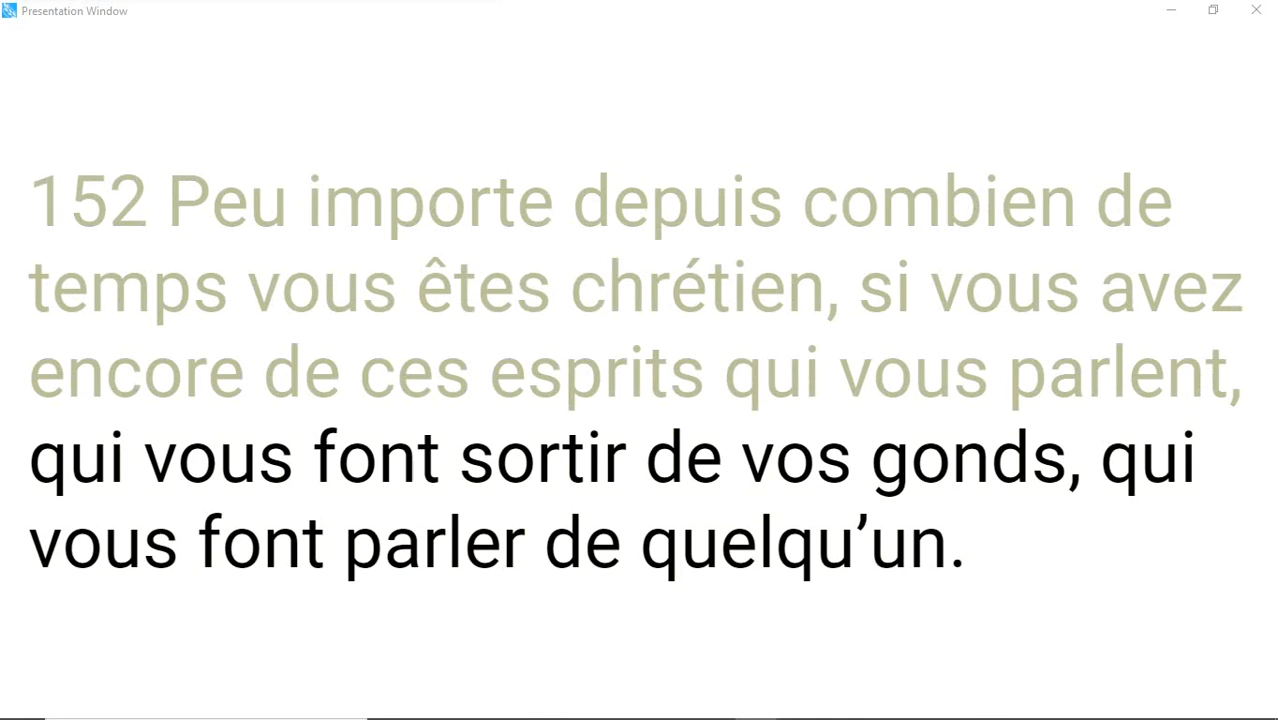 Presentation Window
152 Peu importe depuis combien de
temps vous êtes chrétien, si vous avez
encore de ces esprits qui vous parlent,
qui vous font sortir de vos gonds, qui
vous font parler de quelqu’un.